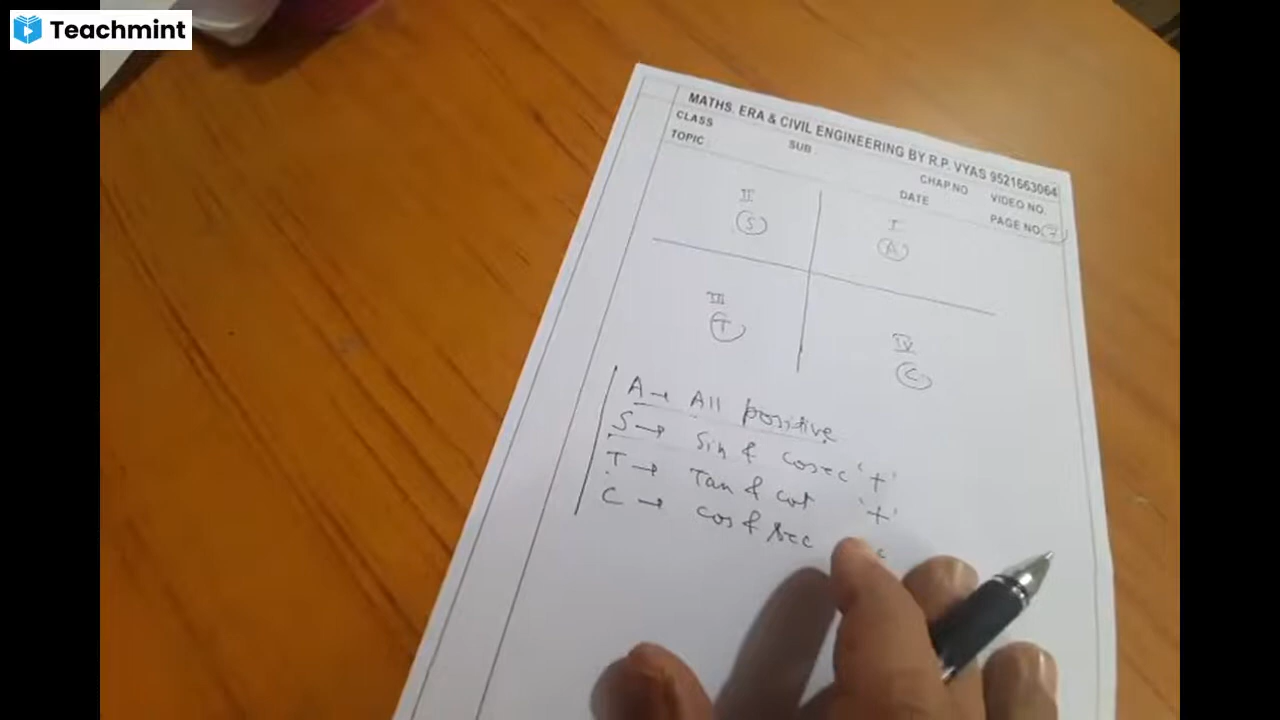 Teachmint
MATHS. ERA & CIVIL ENGINEERING BY R.P. VYAS 9521663064
CLASS SUB CHAP.NO VIDEO NO.
TOPIC DATE PAGE NO. 7
II I
S A
III IV
T C
A → All positive
S → Sin & cosec '+'
T → Tan & cot '+'
C → cos & sec